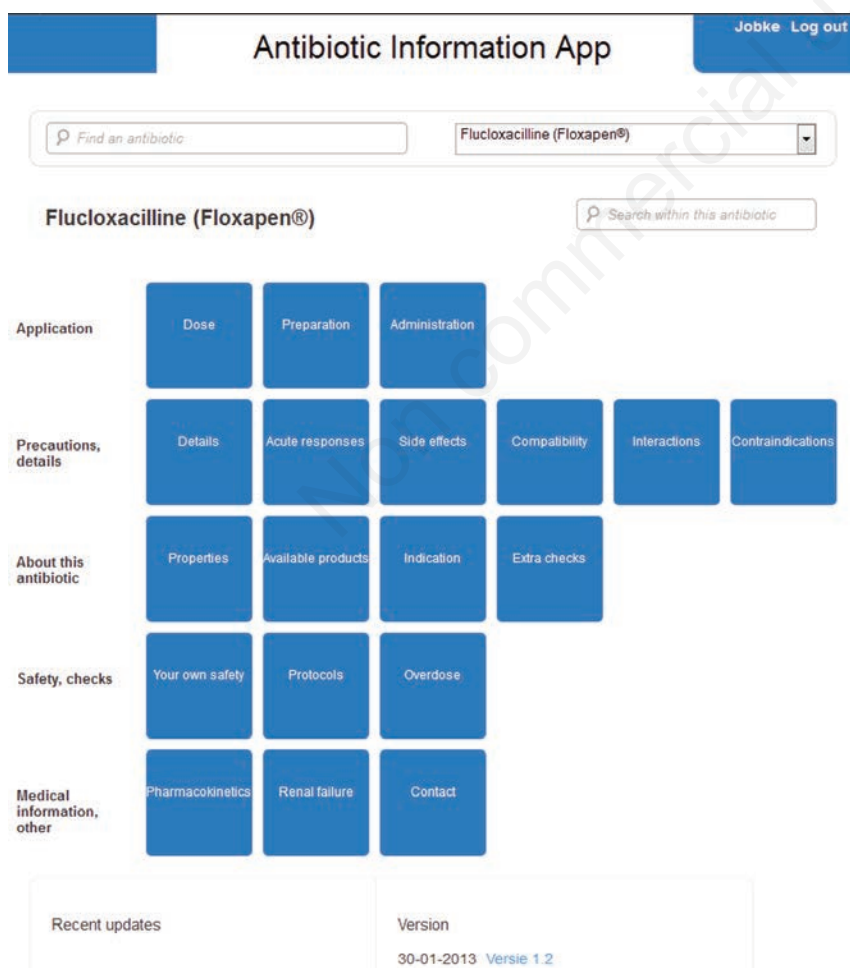 Jobke Log out
Antibiotic Information App
Find an antibiotic
Flucloxacilline (Floxapen®)
Flucloxacilline (Floxapen®)
Search within this antibiotic
Application
Dose
Preparation
Administration
Precautions,
details
Details
Acute responses
Side effects
Compatibility
Interactions
Contraindications
About this
antibiotic
Properties
Available products
Indication
Extra checks
Safety, checks
Your own safety
Protocols
Overdose
Medical
information,
other
Pharmacokinetics
Renal failure
Contact
Recent updates
Version
30-01-2013 Versie 1.2
Non commercial